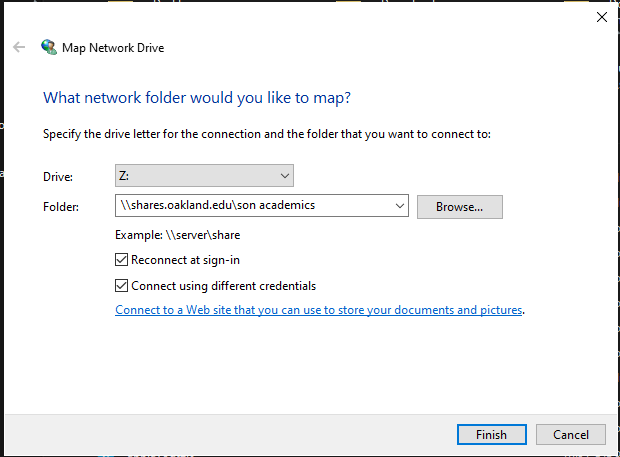 Map Network Drive
What network folder would you like to map?
Specify the drive letter for the connection and the folder that you want to connect to:
Drive: Z:
Folder: \\shares.oakland.edu\son academics Browse...
Example: \\server\share
Reconnect at sign-in
Connect using different credentials
Connect to a Web site that you can use to store your documents and pictures.
Finish Cancel